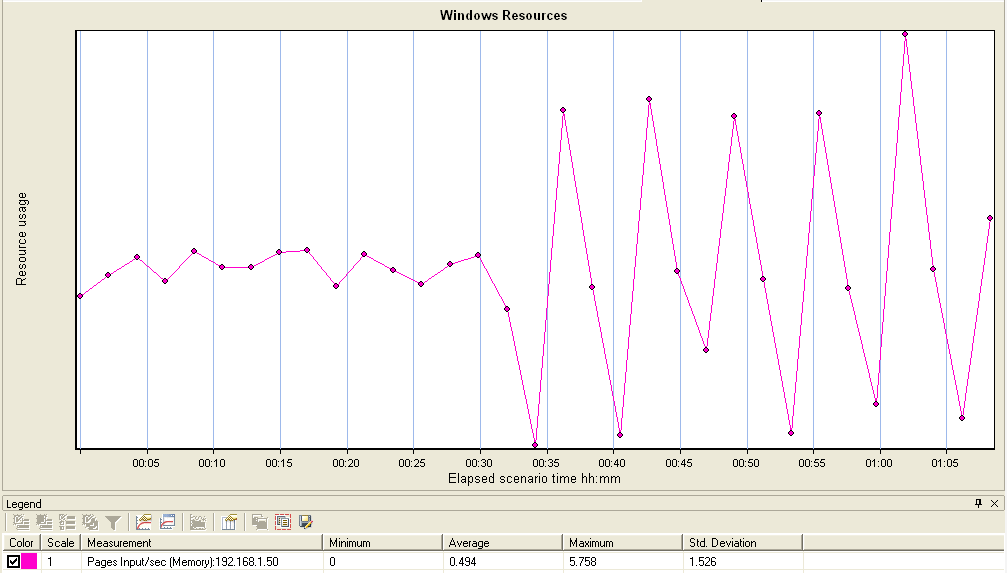 Windows Resources
Resource usage
00:05 00:10 00:15 00:20 00:25 00:30 00:35 00:40 00:45 00:50 00:55 01:00 01:05
Elapsed scenario time hh:mm
Legend
Color Scale Measurement Minimum Average Maximum Std. Deviation
1 Pages Input/sec (Memory):192.168.1.50 0 0.494 5.758 1.526